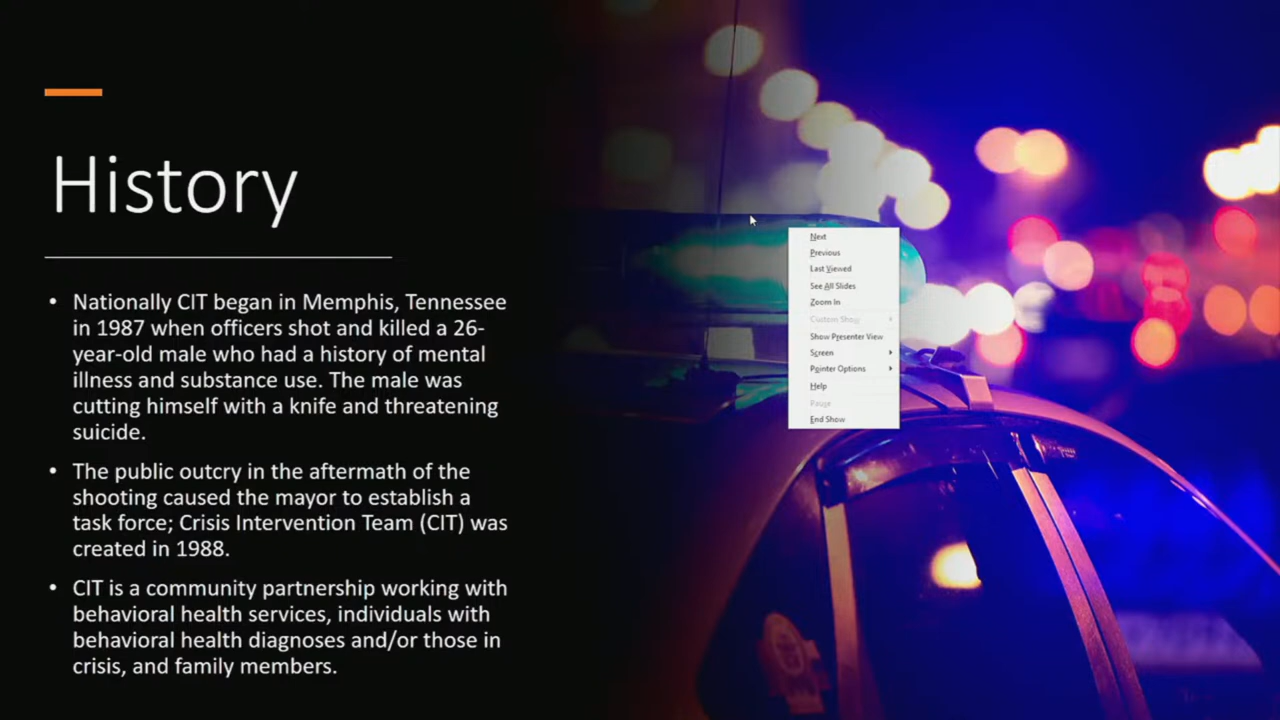 History
• Nationally CIT began in Memphis, Tennessee
in 1987 when officers shot and killed a 26-
year-old male who had a history of mental
illness and substance use. The male was
cutting himself with a knife and threatening
suicide.
• The public outcry in the aftermath of the
shooting caused the mayor to establish a
task force; Crisis Intervention Team (CIT) was
created in 1988.
• CIT is a community partnership working with
behavioral health services, individuals with
behavioral health diagnoses and/or those in
crisis, and family members.
Next
Previous
Last Viewed
See All Slides
Zoom In
Custom Show
Show Presenter View
Screen
Pointer Options
Help
Pause
End Show